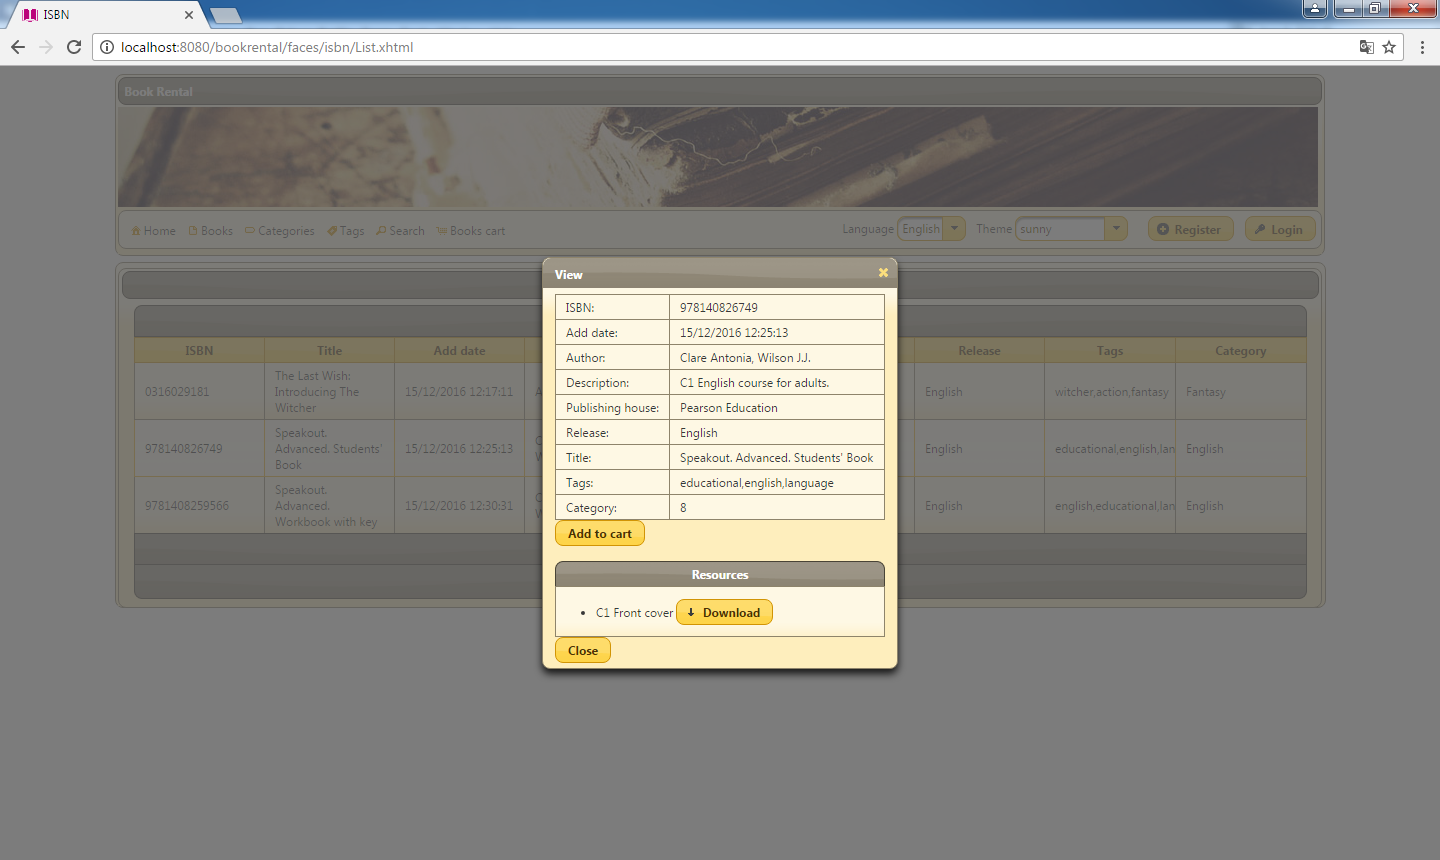 ISBN
localhost:8080/bookrental/faces/isbn/List.xhtml
Book Rental
Home Books Categories Tags Search Books cart Language English Theme sunny Register Login
View
ISBN: 978140826749
Add date: 15/12/2016 12:25:13
Author: Clare Antonia, Wilson J.J.
Description: C1 English course for adults.
Publishing house: Pearson Education
Release: English
Title: Speakout. Advanced. Students' Book
Tags: educational,english,language
Category: 8
Add to cart
Resources
C1 Front cover Download
Close
ISBN Title Add date Release Tags Category
0316029181 The Last Wish: Introducing The Witcher 15/12/2016 12:17:11 A English witcher,action,fantasy Fantasy
978140826749 Speakout. Advanced. Students' Book 15/12/2016 12:25:13 English educational,english,lan English
9781408259566 Speakout. Advanced. Workbook with key 15/12/2016 12:30:31 English english,educational,lan English